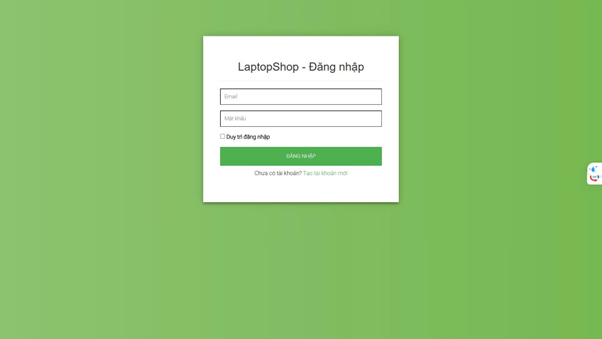 LaptopShop - Đăng nhập
Email
Mật khẩu
Duy trì đăng nhập
ĐĂNG NHẬP
Chưa có tài khoản? Tạo tài khoản mới